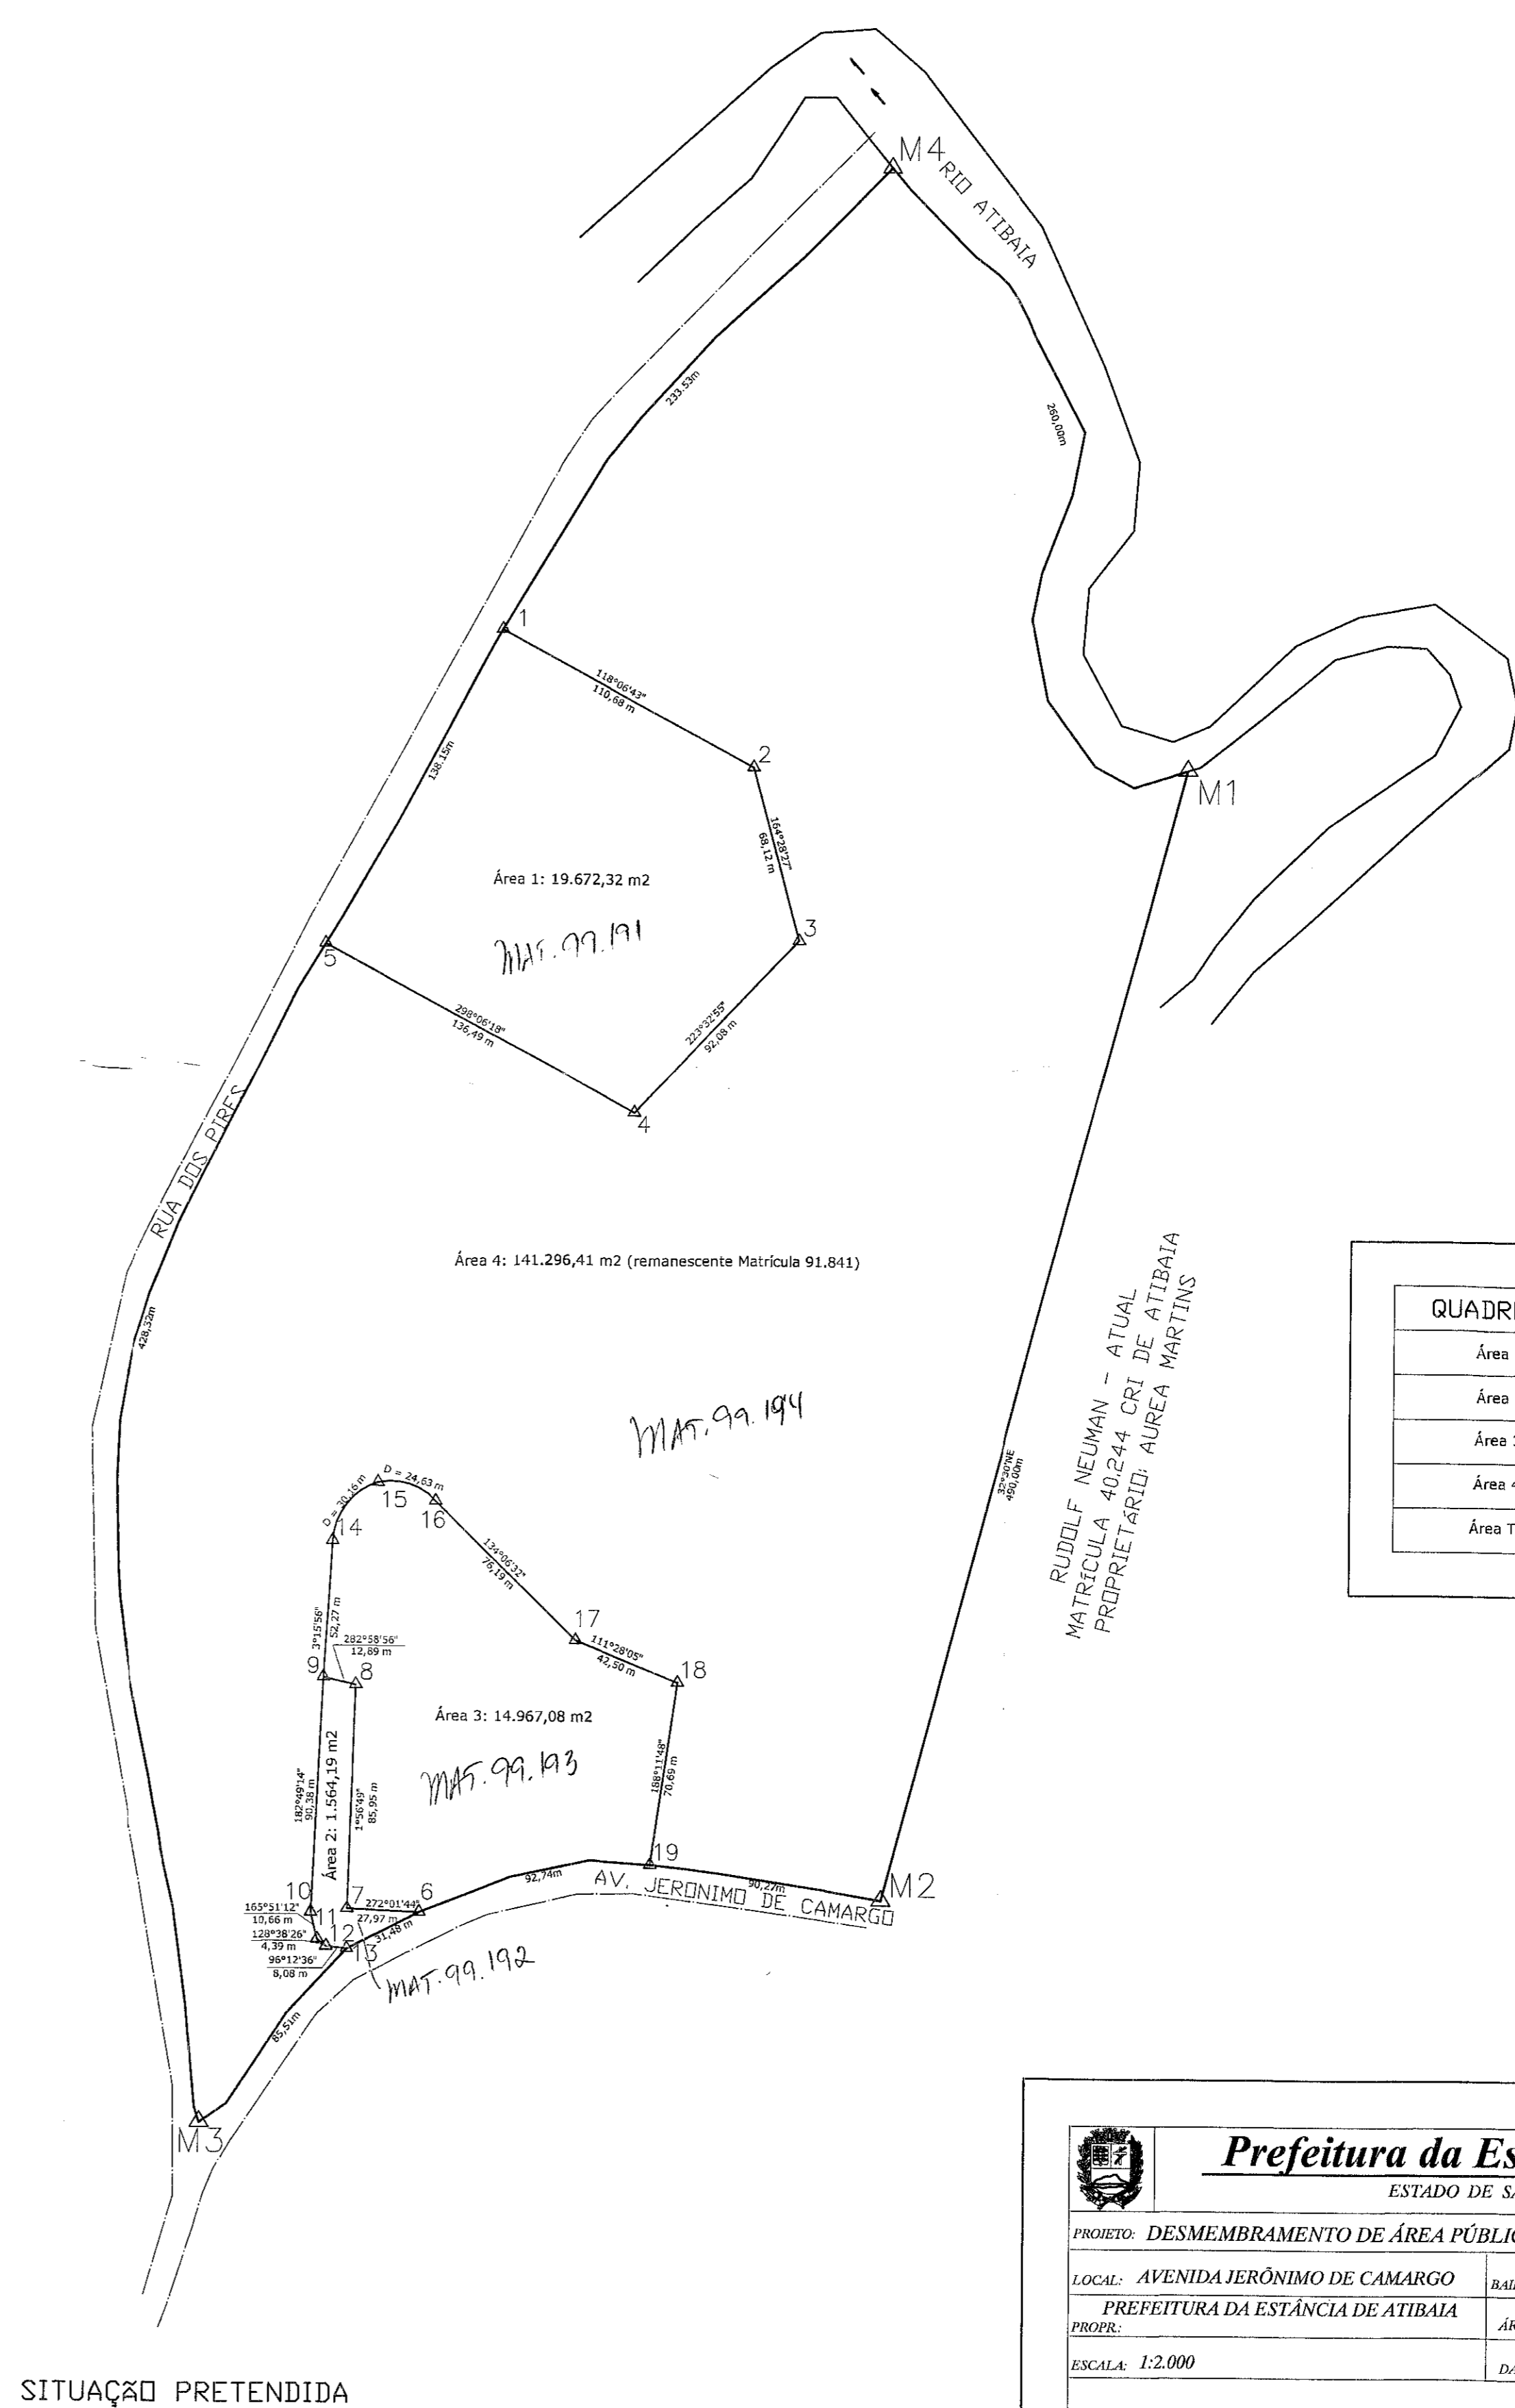 M4
RIO ATIBAIA
233.53m
260,00m
1
118°06'43"
110,68 m
2
138.15m
164°28'27"
68,12 m
M1
Área 1: 19.672,32 m2
MAT. 99.191
3
5
298°06'18"
136,49 m
223°32'55"
92,08 m
4
RUA DOS PIRES
Área 4: 141.296,41 m2 (remanescente Matrícula 91.841)
428,32m
RUDOLF NEUMAN - ATUAL
MATRÍCULA 40.244 CRI DE ATIBAIA
PROPRIETÁRIO: AUREA MARTINS
QUADR
Área
Área
Área 3
Área 4
Área T
MAT. 99.194
32°30'NE
490,00m
D = 30,16 m
D = 24,63 m
15
16
14
134°06'32"
76,19 m
17
111°28'05"
42,50 m
18
3°15'56"
52,27 m
282°58'56"
12,89 m
9
8
Área 3: 14.967,08 m2
MAT. 99.193
188°11'48"
70,69 m
182°49'14"
90,38 m
Área 2: 1.564,19 m2
1°56'49"
85,95 m
19
92,74m
90,27m
M2
AV. JERONIMO DE CAMARGO
10
7
6
272°01'44"
27,97 m
165°51'12"
10,66 m
11
31,48 m
128°38'26"
4,39 m
12
13
96°12'36"
8,08 m
MAT. 99.192
85,51m
M3
Prefeitura da Es
ESTADO DE SA
PROJETO: DESMEMBRAMENTO DE ÁREA PÚBLIC
LOCAL: AVENIDA JERÔNIMO DE CAMARGO
BAI
PREFEITURA DA ESTÂNCIA DE ATIBAIA
PROPR.:
ÁR
ESCALA: 1:2.000
DA
SITUAÇÃO PRETENDIDA